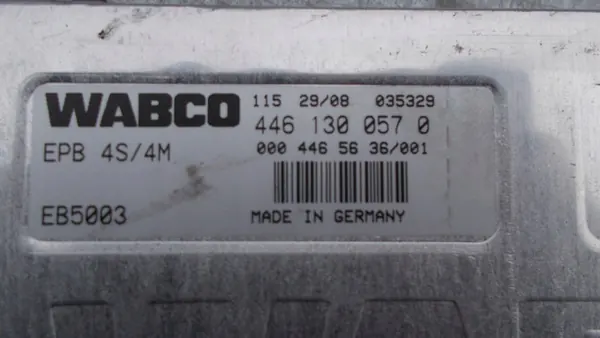 WABCO 115 29/08 035329
446 130 057 0
EPB 4S/4M 000 446 56 36/001
EB5003 MADE IN GERMANY